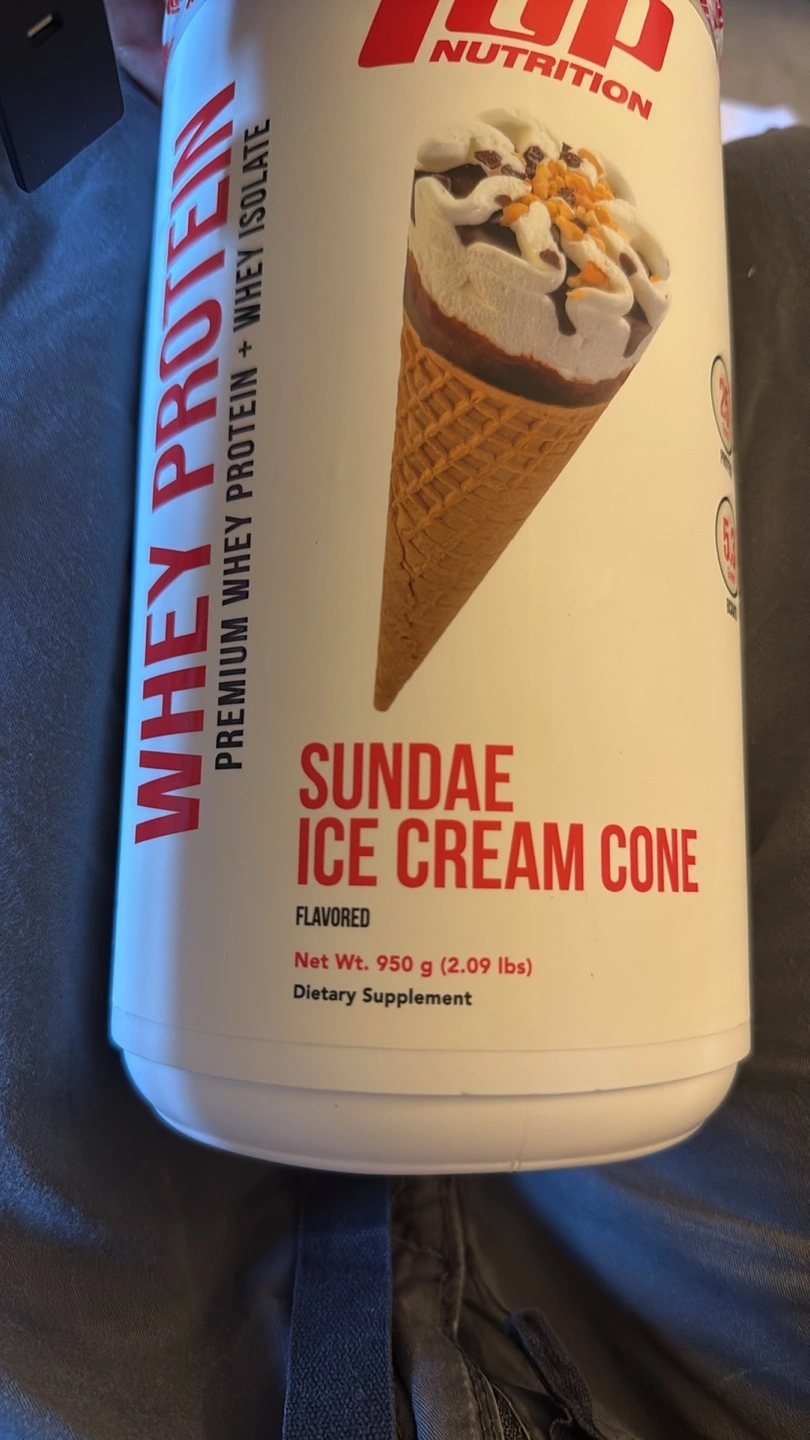 NUTRITION
WHEY PROTEIN
PREMIUM WHEY PROTEIN + WHEY ISOLATE
SUNDAE
ICE CREAM CONE
FLAVORED
Net Wt. 950 g (2.09 lbs)
Dietary Supplement